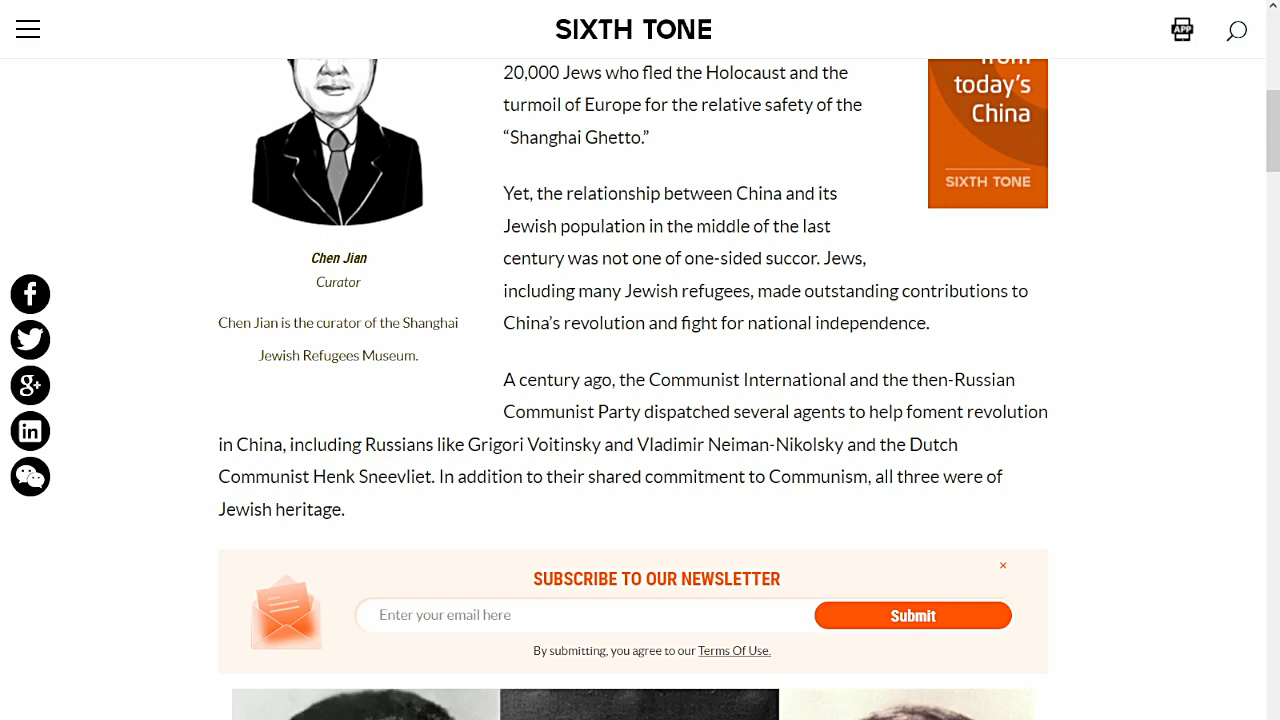 SIXTH TONE
APP
20,000 Jews who fled the Holocaust and the
turmoil of Europe for the relative safety of the
“Shanghai Ghetto.”
from
today’s
China
SIXTH TONE
Yet, the relationship between China and its
Jewish population in the middle of the last
century was not one of one-sided succor. Jews,
including many Jewish refugees, made outstanding contributions to
China’s revolution and fight for national independence.
Chen Jian
Curator
Chen Jian is the curator of the Shanghai
Jewish Refugees Museum.
A century ago, the Communist International and the then-Russian
Communist Party dispatched several agents to help foment revolution
in China, including Russians like Grigori Voitinsky and Vladimir Neiman-Nikolsky and the Dutch
Communist Henk Sneevliet. In addition to their shared commitment to Communism, all three were of
Jewish heritage.
SUBSCRIBE TO OUR NEWSLETTER
Enter your email here
Submit
By submitting, you agree to our Terms Of Use.